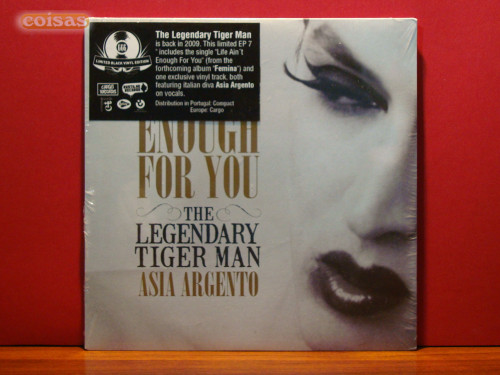 coisas
The Legendary Tiger Man
is back in 2009. This limited EP 7
" includes the single "Life Ain´t
Enough For You" (from the
forthcoming album "Femina") and
one exclusive vinyl track, both
featuring italian diva Asia Argento
on vocals.
Distribution in Portugal: Compact
Europe: Cargo
LIMITED BLACK VINYL EDITION
ENOUGH
FOR YOU
THE
LEGENDARY
TIGER MAN
ASIA ARGENTO